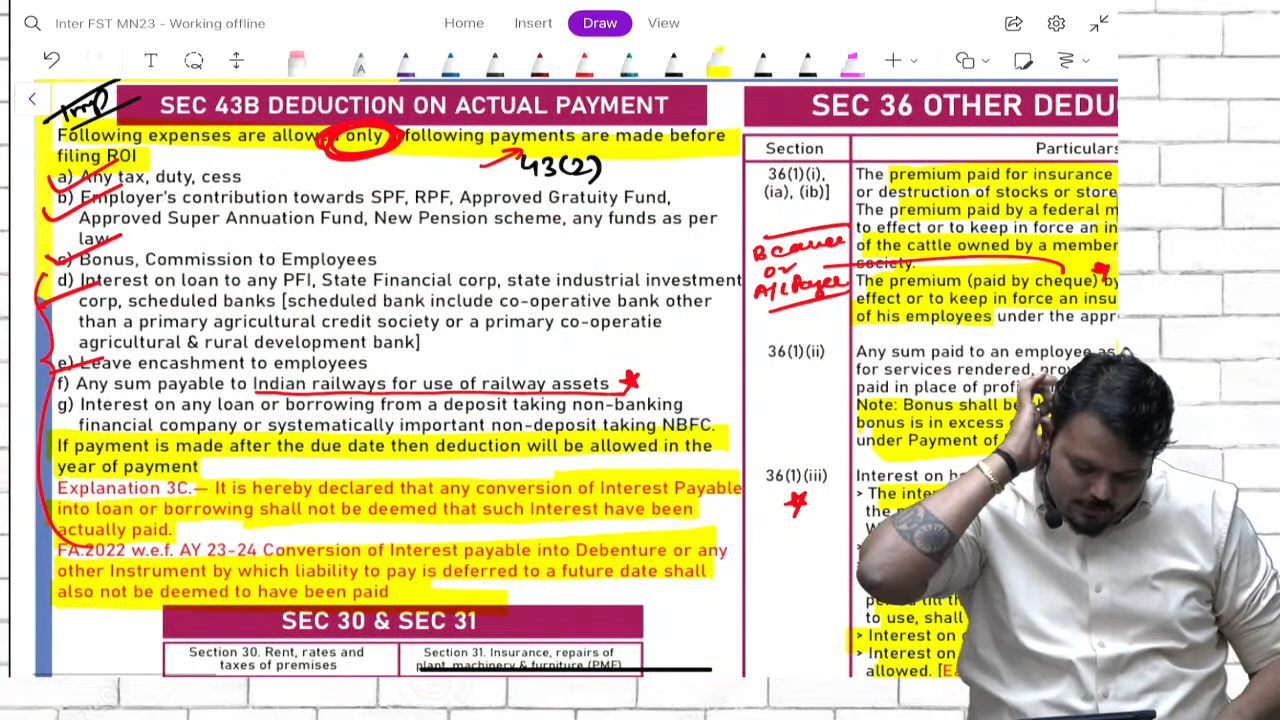 Inter FST MN23 - Working offline
Home Insert Draw View
Imp
SEC 43B DEDUCTION ON ACTUAL PAYMENT
Following expenses are allowed only following payments are made before
filing ROI
43(2)
a) Any tax, duty, cess
b) Employer's contribution towards SPF, RPF, Approved Gratuity Fund,
Approved Super Annuation Fund, New Pension scheme, any funds as per
law
c) Bonus, Commission to Employees
d) Interest on loan to any PFI, State Financial corp, state industrial investment
corp, scheduled banks [scheduled bank include co-operative bank other
than a primary agricultural credit society or a primary co-operatie
agricultural & rural development bank]
e) Leave encashment to employees
f) Any sum payable to Indian railways for use of railway assets
g) Interest on any loan or borrowing from a deposit taking non-banking
financial company or systematically important non-deposit taking NBFC.
If payment is made after the due date then deduction will be allowed in the
year of payment
Explanation 3C.— It is hereby declared that any conversion of Interest Payable
into loan or borrowing shall not be deemed that such Interest have been
actually paid.
FA.2022 w.e.f. AY 23-24 Conversion of Interest payable into Debenture or any
other Instrument by which liability to pay is deferred to a future date shall
also not be deemed to have been paid
SEC 30 & SEC 31
Section 30. Rent, rates and
taxes of premises
Section 31. Insurance, repairs of
plant, machinery & furniture (PMF)
SEC 36 OTHER DEDU
Section
Particulars
36(1)(i),
(ia), (ib)]
The premium paid for insurance
or destruction of stocks or store
The premium paid by a federal m
to effect or to keep in force an in
of the cattle owned by a member
society.
The premium (paid by cheque) by
effect or to keep in force an insu
of his employees under the appr
or
A/c Payee
36(1)(ii)
Any sum paid to an employee as
for services rendered, prov
paid in place of prof
Note: Bonus shall be
bonus is in excess
under Payment of
36(1)(iii)
Interest on
> The inte
the
to use, shall
> Interest on
> Interest on
allowed. [Ea